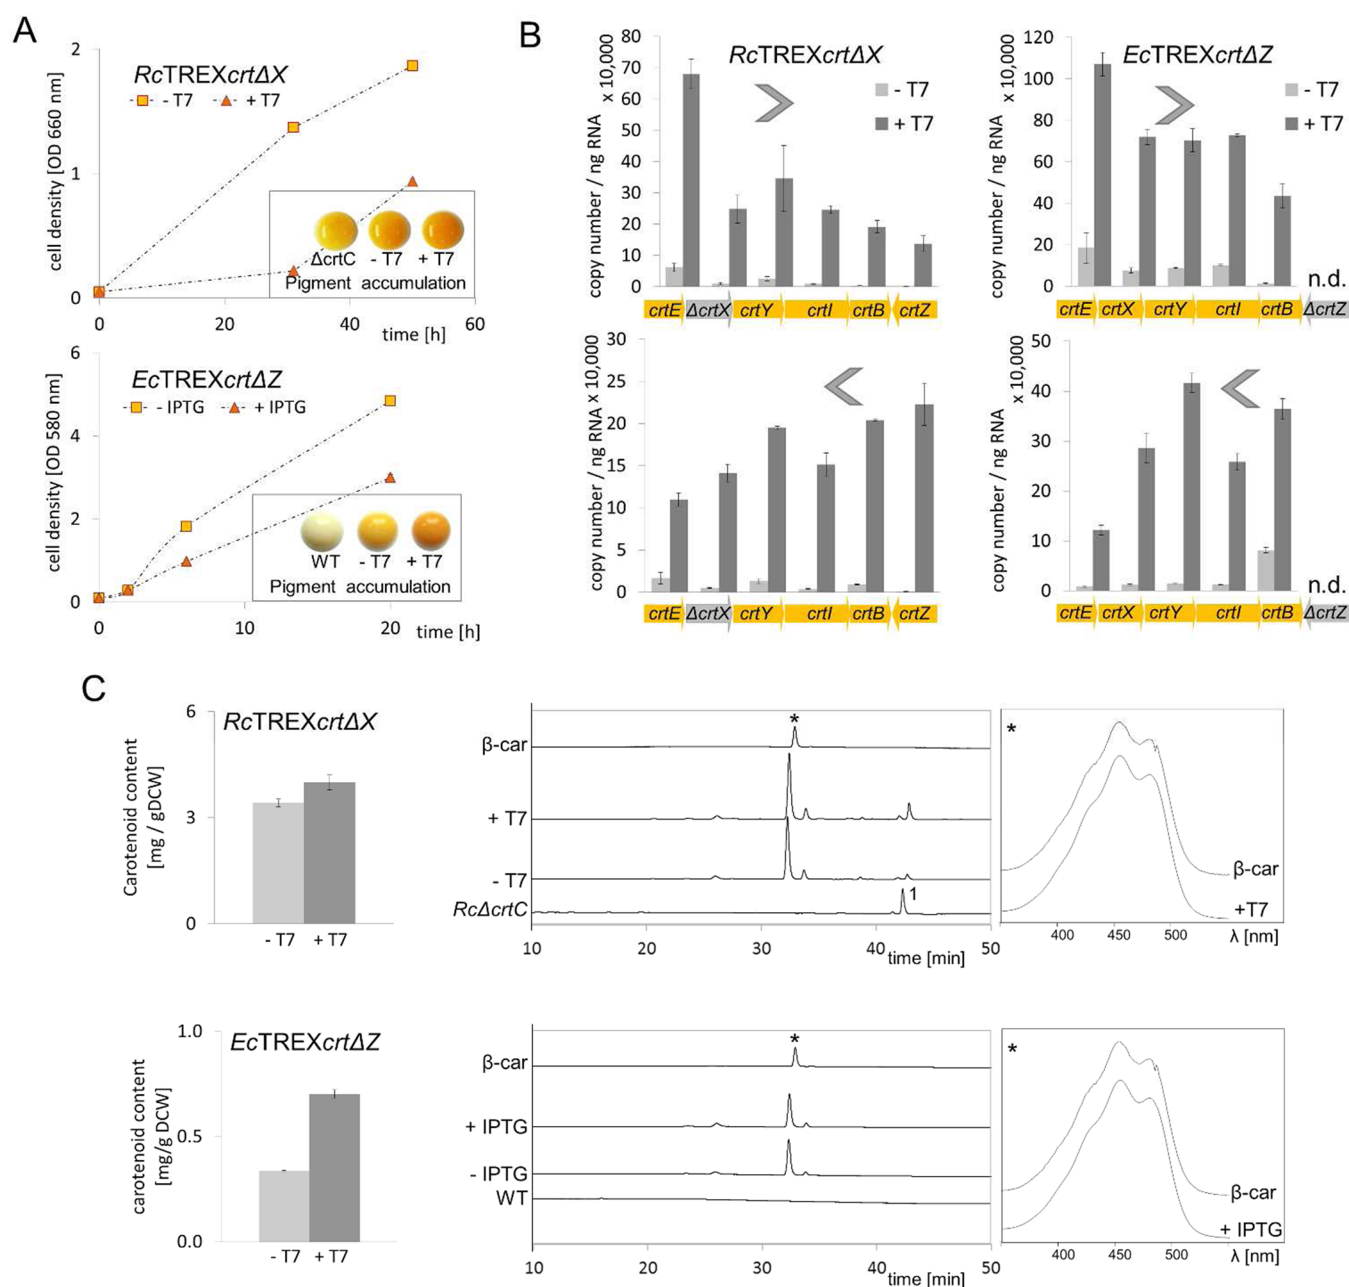 A
RcTREXcrtΔX
- T7
+ T7
cell density [OD 660 nm]
2
1
0
ΔcrtC
- T7
+ T7
Pigment accumulation
0
20
40
60
time [h]
EcTREXcrtΔZ
- IPTG
+ IPTG
cell density [OD 580 nm]
6
4
2
0
WT
- T7
+ T7
Pigment accumulation
0
10
20
time [h]
B
RcTREXcrtΔX
- T7
+ T7
copy number / ng RNA x 10,000
80
70
60
50
40
30
20
10
0
crtE ΔcrtX crtY crtI crtB crtZ
EcTREXcrtΔZ
- T7
+ T7
copy number / ng RNA x 10,000
120
100
80
60
40
20
0
n.d.
crtE crtX crtY crtI crtB ΔcrtZ
copy number / ng RNA x 10,000
30
25
20
15
10
5
0
crtE ΔcrtX crtY crtI crtB crtZ
copy number / ng RNA x 10,000
50
40
30
20
10
0
n.d.
crtE crtX crtY crtI crtB ΔcrtZ
C
RcTREXcrtΔX
Carotenoid content
[mg / gDCW]
6
3
0
- T7 + T7
β-car
*
+ T7
- T7
RcΔcrtC
1
10
20
30
40
50
time [min]
*
β-car
+T7
400
450
500
λ [nm]
EcTREXcrtΔZ
carotenoid content
[mg/g DCW]
1.0
0.5
0.0
- T7 + T7
β-car
*
+ IPTG
- IPTG
WT
10
20
30
40
50
time [min]
*
β-car
+ IPTG
400
450
500
λ [nm]